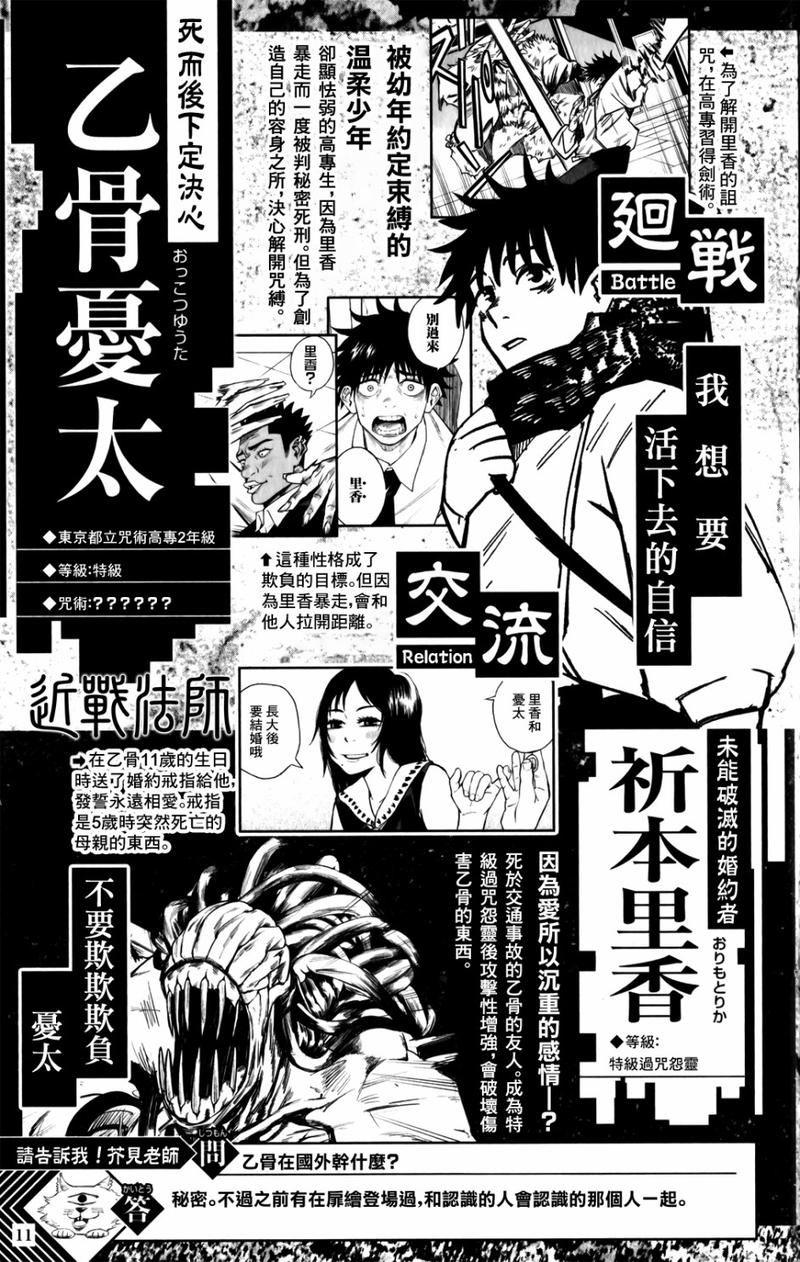 ←為了解開里香的詛
咒，在高專習得劍術。
廻戦
Battle
被幼年約定束縛的
温柔少年
卻顯怯弱的高專生，因為里香
暴走而一度被判秘密死刑。但為了創
造自己的容身之所，決心解開咒縛。
死而後下定決心
乙骨憂太
おっこつゆうた
◆東京都立咒術高專2年級
◆等級:特級
◆咒術:??????
別過來
里香
里香?
我想要
活下去的自信
⬆這種性格成了
欺負的目標。但因
為里香暴走，會和
他人拉開距離。
交流
Relation
里香和
憂太
長大後
要結婚哦
近戰法師
➡在乙骨11歲的生日
時送了婚約戒指給他，
發誓永遠相愛。戒指
是5歲時突然死亡的
母親的東西。
未能破滅的婚約者
祈本里香
おりもとりか
◆等級:
特級過咒怨靈
因為愛所以沉重的感情—?
死於交通事故的乙骨的友人。成為特
級過咒怨靈後攻擊性增強，會破壞傷
害乙骨的東西。
不要欺欺欺負
憂太
請告訴我！芥見老師
しつもん
問
乙骨在國外幹什麼?
かいとう
答
秘密。不過之前有在扉繪登場過，和認識的人會認識的那個人一起。
11